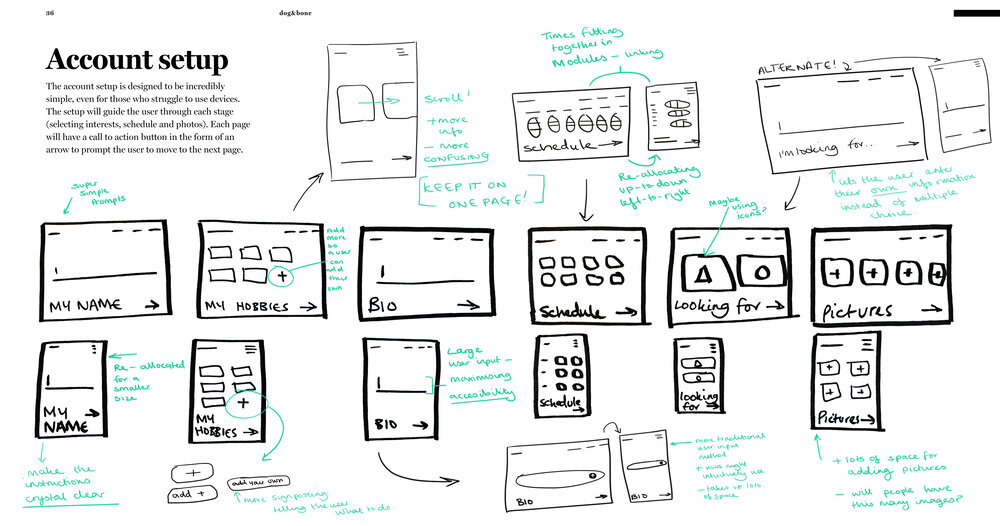 36
dog&bone
Account setup
The account setup is designed to be incredibly
simple, even for those who struggle to use devices.
The setup will guide the user through each stage
(selecting interests, schedule and photos). Each page
will have a call to action button in the form of an
arrow to prompt the user to move to the next page.
scroll!
+ more
info
- more
confusing
KEEP IT ON
ONE PAGE!
Times fitting
together in
Modules - linking
schedule
Re-allocating
up-to-down
left-to-right
ALTERNATE!
I'm looking for..
lets the user enter
their own information
instead of multiple
choice.
super
simple
prompts
MY NAME
MY HOBBIES
Add
more so
a user
can
add
their
own
BIO
Schedule
Maybe
using
icons?
Looking for
Pictures
MY
NAME
Re-allocated
for a
smaller
size
MY
HOBBIES
BIO
Large
user input -
maximising
accesibility
Schedule
looking
for
Pictures
make the
instructions
crystal clear
add +
add your own
more signposting
telling the user
what to do
BIO
BIO
more traditional
user input
method
+ users might
intuitively use
- takes up lots
of space
+ lots of space for
adding pictures
- will people have
this many images?